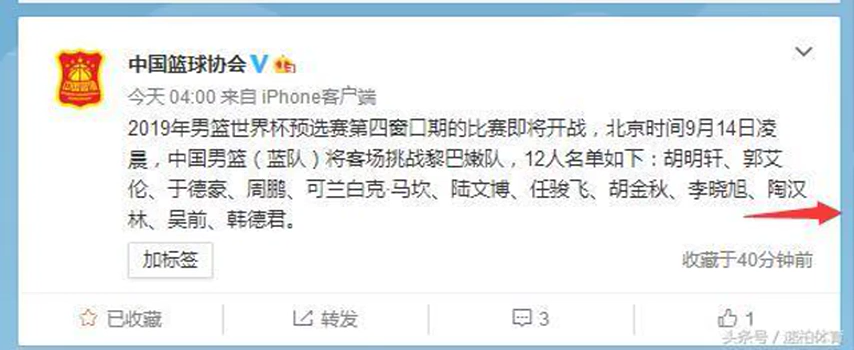 中国篮球协会
今天 04:00 来自 iPhone客户端
2019年男篮世界杯预选赛第四窗口期的比赛即将开战，北京时间9月14日凌
晨，中国男篮（蓝队）将客场挑战黎巴嫩队，12人名单如下：胡明轩、郭艾
伦、于德豪、周鹏、可兰白克·马坎、陆文博、任骏飞、胡金秋、李晓旭、陶汉
林、吴前、韩德君。
加标签
收藏于40分钟前
已收藏 转发 3 1
头条号